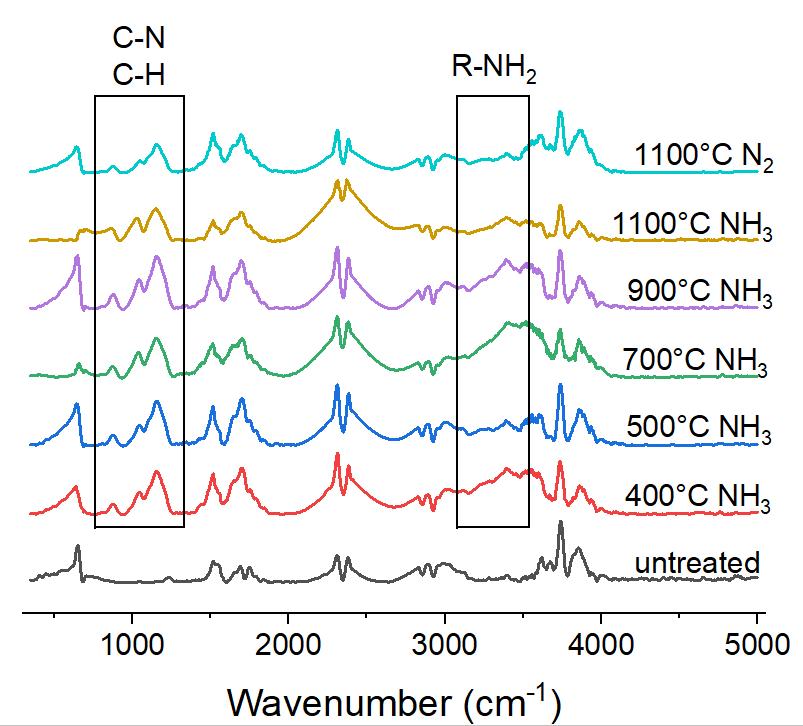 C-N
C-H
R-NH₂
1100°C N₂
1100°C NH₃
900°C NH₃
700°C NH₃
500°C NH₃
400°C NH₃
untreated
1000 2000 3000 4000 5000
Wavenumber (cm⁻¹)